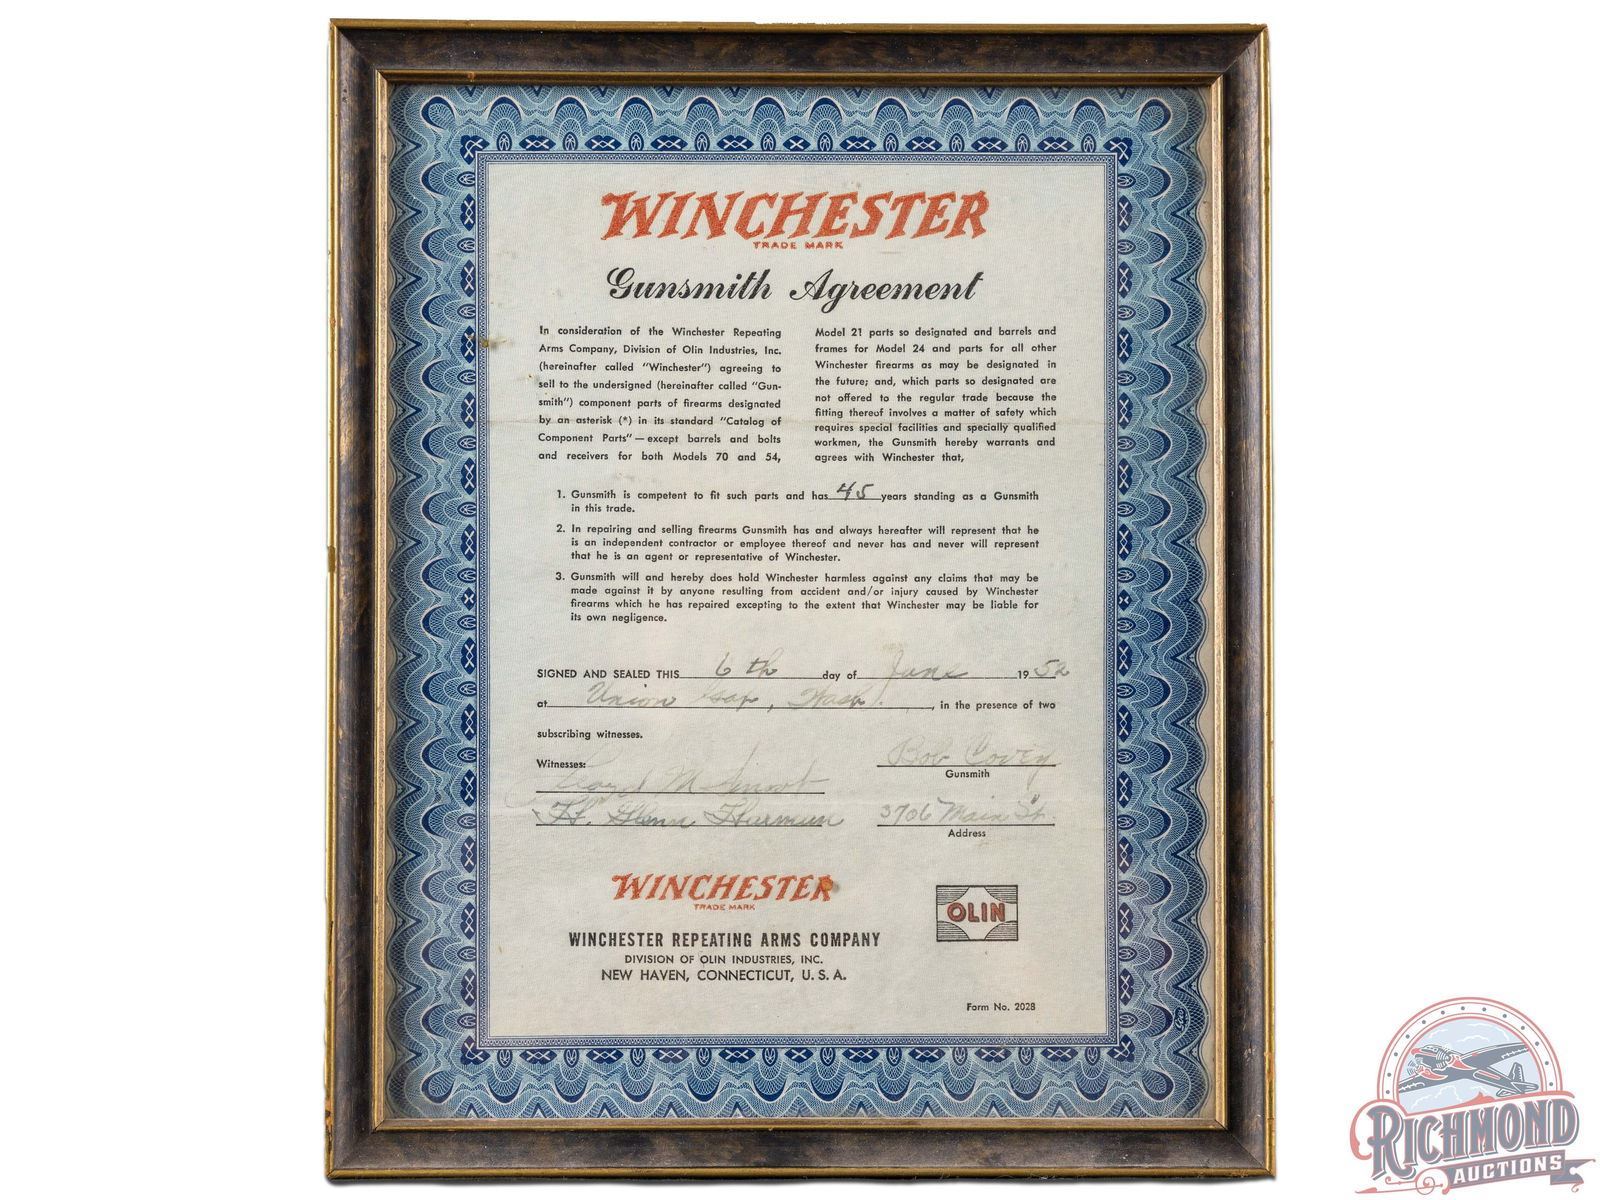 WINCHESTER
TRADE MARK
Gunsmith Agreement
In consideration of the Winchester Repeating
Arms Company, Division of Olin Industries, Inc.
(hereinafter called "Winchester") agreeing to
sell to the undersigned (hereinafter called "Gun-
smith") component parts of firearms designated
by an asterisk (*) in its standard "Catalog of
Component Parts" — except barrels and bolts
and receivers for both Models 70 and 54,
Model 21 parts so designated and barrels and
frames for Model 24 and parts for all other
Winchester firearms as may be designated in
the future; and, which parts so designated are
not offered to the regular trade because the
fitting thereof involves a matter of safety which
requires special facilities and specially qualified
workmen, the Gunsmith hereby warrants and
agrees with Winchester that,
1. Gunsmith is competent to fit such parts and has 45 years standing as a Gunsmith
in this trade.
2. In repairing and selling firearms Gunsmith has and always hereafter will represent that he
is an independent contractor or employee thereof and never has and never will represent
that he is an agent or representative of Winchester.
3. Gunsmith will and hereby does hold Winchester harmless against any claims that may be
made against it by anyone resulting from accident and/or injury caused by Winchester
firearms which he has repaired excepting to the extent that Winchester may be liable for
its own negligence.
SIGNED AND SEALED THIS 6th day of June 1952
at Union Gap, Wash., in the presence of two
subscribing witnesses.
Witnesses:
Bob Covey
Gunsmith
M Smoot
Glenn Harman
3706 Main St
Address
WINCHESTER
TRADE MARK
WINCHESTER REPEATING ARMS COMPANY
DIVISION OF OLIN INDUSTRIES, INC.
NEW HAVEN, CONNECTICUT, U. S. A.
OLIN
Form No. 2028
RICHMOND
AUCTIONS